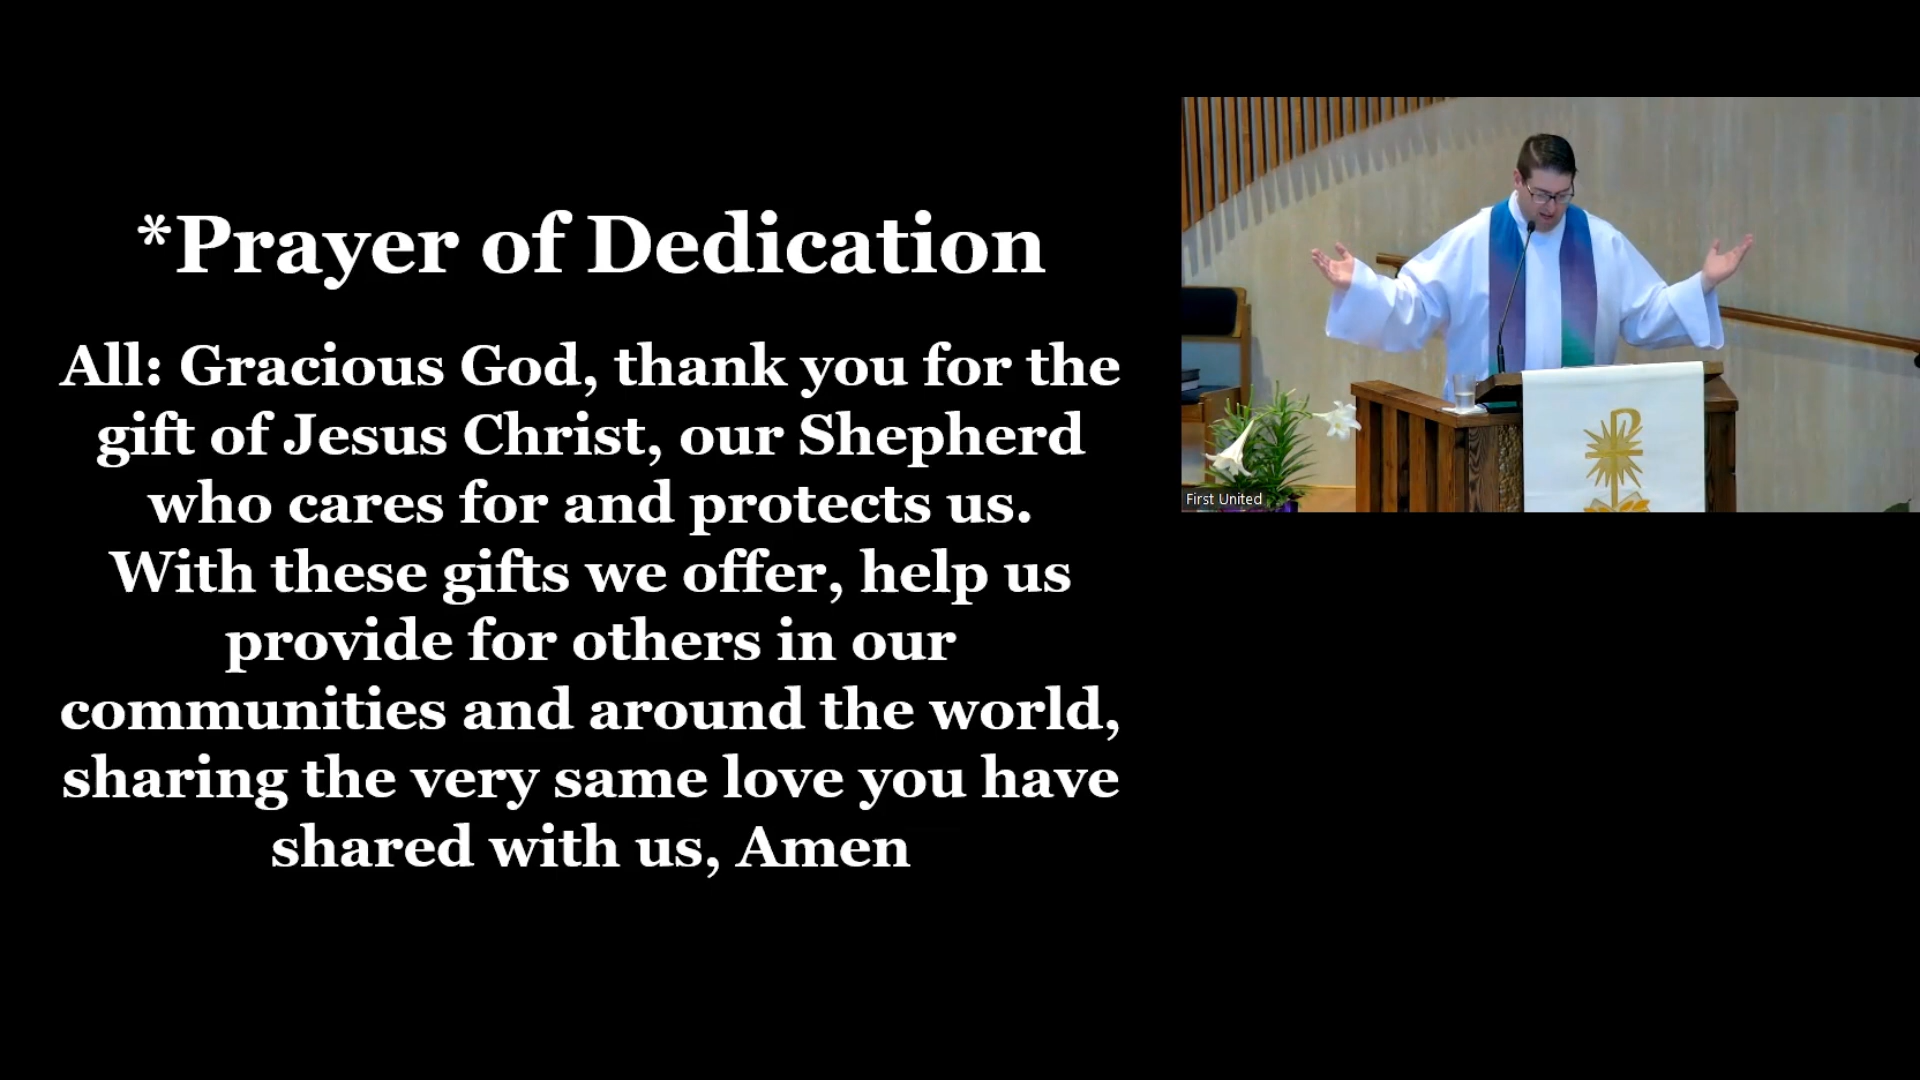 *Prayer of Dedication
All: Gracious God, thank you for the
gift of Jesus Christ, our Shepherd
who cares for and protects us.
With these gifts we offer, help us
provide for others in our
communities and around the world,
sharing the very same love you have
shared with us, Amen
First United